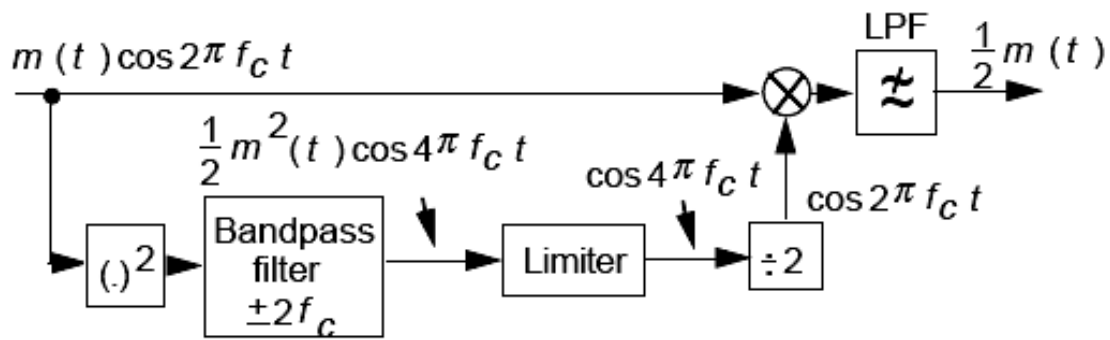 LPF
m (t) cos 2π f_c t
1/2 m (t)
1/2 m²(t) cos 4π f_c t
cos 4π f_c t
cos 2π f_c t
(.)²
Bandpass
filter
±2f_c
Limiter
÷2